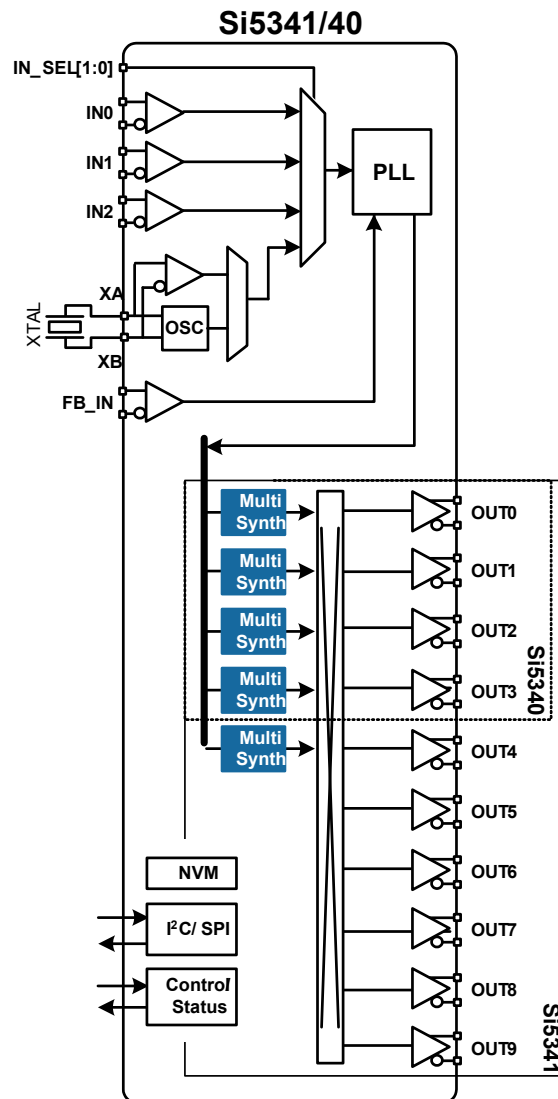 Si5341/40
IN_SEL[1:0]
IN0
IN1
PLL
IN2
XA
XTAL
OSC
XB
FB_IN
Multi
Synth
OUT0
Multi
Synth
OUT1
Multi
Synth
OUT2
Multi
Synth
OUT3
Si5340
Multi
Synth
OUT4
OUT5
OUT6
NVM
I²C/ SPI
OUT7
Control/
Status
OUT8
OUT9
Si5341